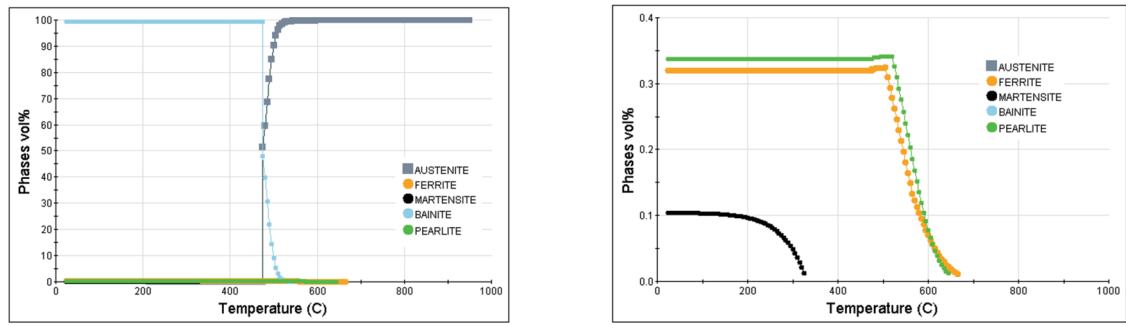 Phases vol%
100
90
80
70
60
50
40
30
20
10
0
AUSTENITE
FERRITE
MARTENSITE
BAINITE
PEARLITE
0
200
400
600
800
1000
Temperature (C)
Phases vol%
0.4
0.3
0.2
0.1
0.0
AUSTENITE
FERRITE
MARTENSITE
BAINITE
PEARLITE
0
200
400
600
800
1000
Temperature (C)